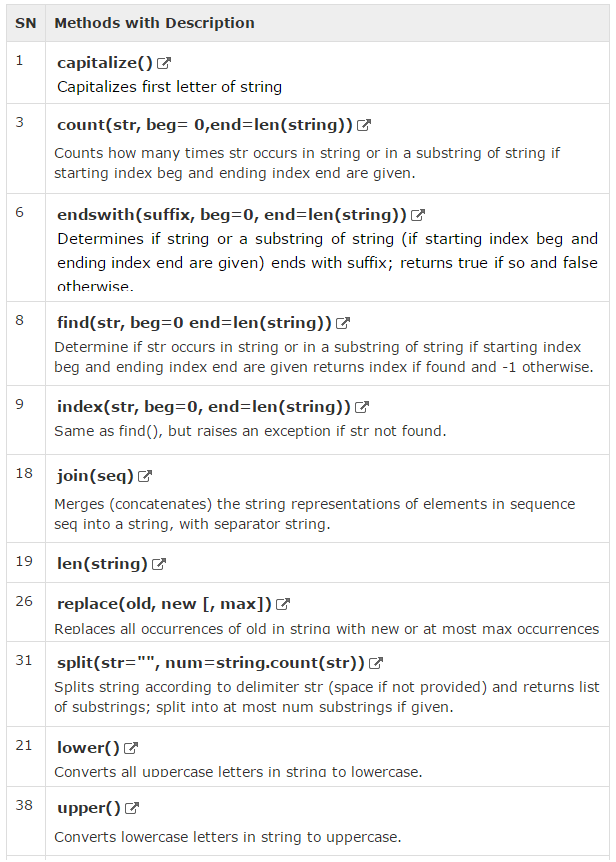 SN Methods with Description
1 capitalize()
Capitalizes first letter of string
3 count(str, beg= 0,end=len(string))
Counts how many times str occurs in string or in a substring of string if
starting index beg and ending index end are given.
6 endswith(suffix, beg=0, end=len(string))
Determines if string or a substring of string (if starting index beg and
ending index end are given) ends with suffix; returns true if so and false
otherwise.
8 find(str, beg=0 end=len(string))
Determine if str occurs in string or in a substring of string if starting index
beg and ending index end are given returns index if found and -1 otherwise.
9 index(str, beg=0, end=len(string))
Same as find(), but raises an exception if str not found.
18 join(seq)
Merges (concatenates) the string representations of elements in sequence
seq into a string, with separator string.
19 len(string)
26 replace(old, new [, max])
Replaces all occurrences of old in string with new or at most max occurrences
31 split(str="", num=string.count(str))
Splits string according to delimiter str (space if not provided) and returns list
of substrings; split into at most num substrings if given.
21 lower()
Converts all uppercase letters in string to lowercase.
38 upper()
Converts lowercase letters in string to uppercase.